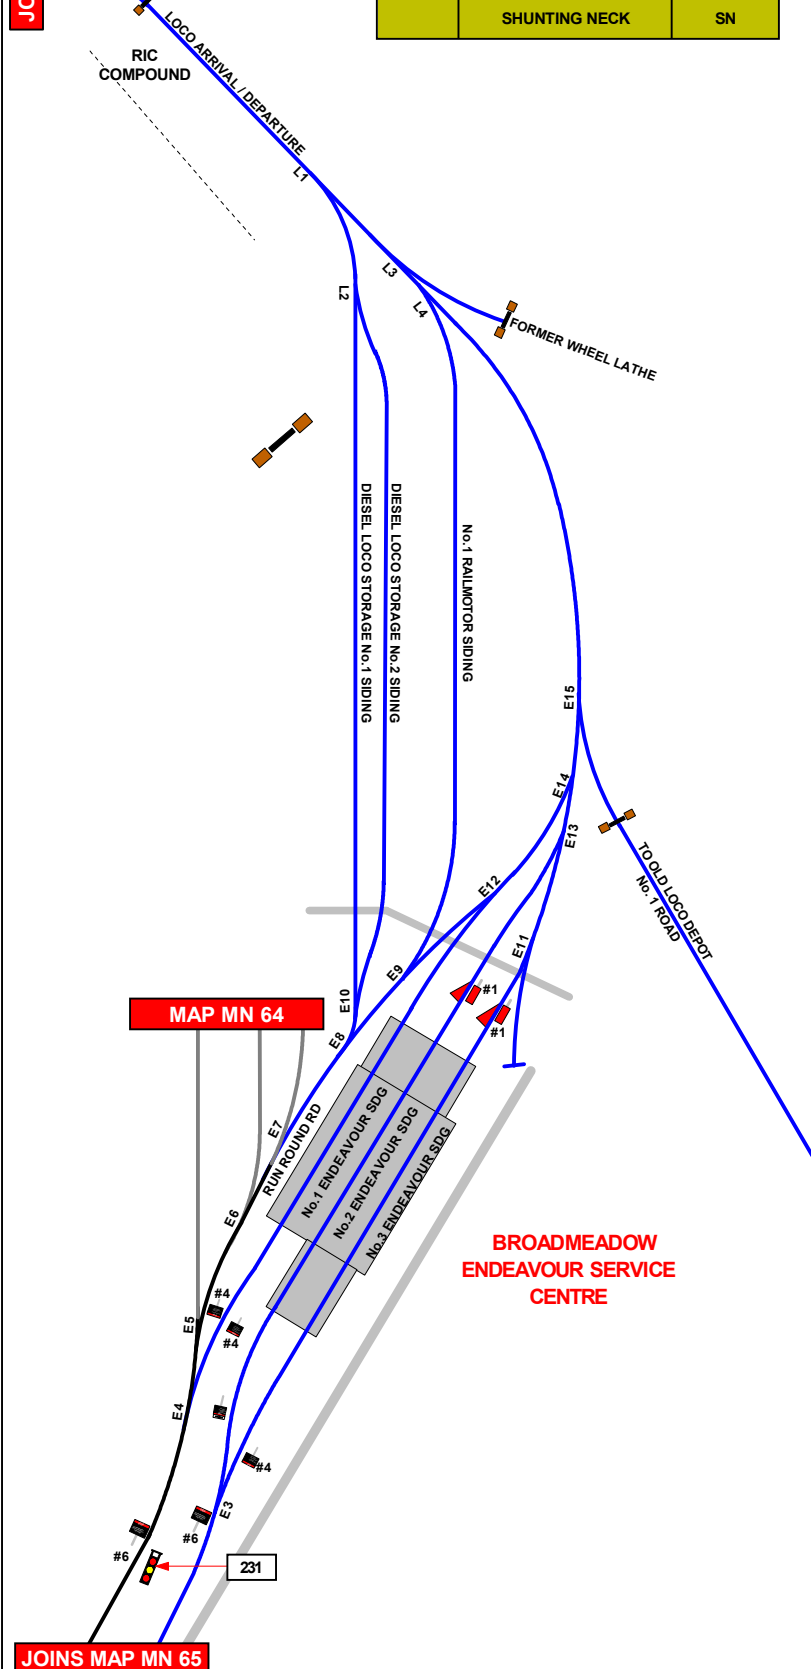 JO
SHUNTING NECK
SN
LOCO ARRIVAL / DEPARTURE
RIC
COMPOUND
L1
L2
L3
L4
FORMER WHEEL LATHE
DIESEL LOCO STORAGE No.1 SIDING
DIESEL LOCO STORAGE No.2 SIDING
No.1 RAILMOTOR SIDING
E15
E14
E13
TO OLD LOCO DEPOT
No. 1 ROAD
E12
E11
E9
E10
#1
#1
MAP MN 64
E8
E7
RUN ROUND RD
No.1 ENDEAVOUR SDG
No.2 ENDEAVOUR SDG
No.3 ENDEAVOUR SDG
E6
BROADMEADOW
ENDEAVOUR SERVICE
CENTRE
#4
E5
#4
E4
#4
E3
#6
#6
231
JOINS MAP MN 65